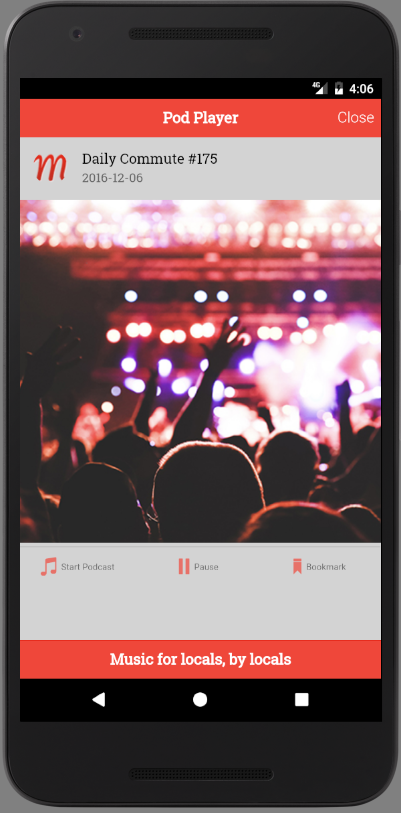 4G 4:06
Pod Player Close
m Daily Commute #175
2016-12-06
Start Podcast Pause Bookmark
Music for locals, by locals